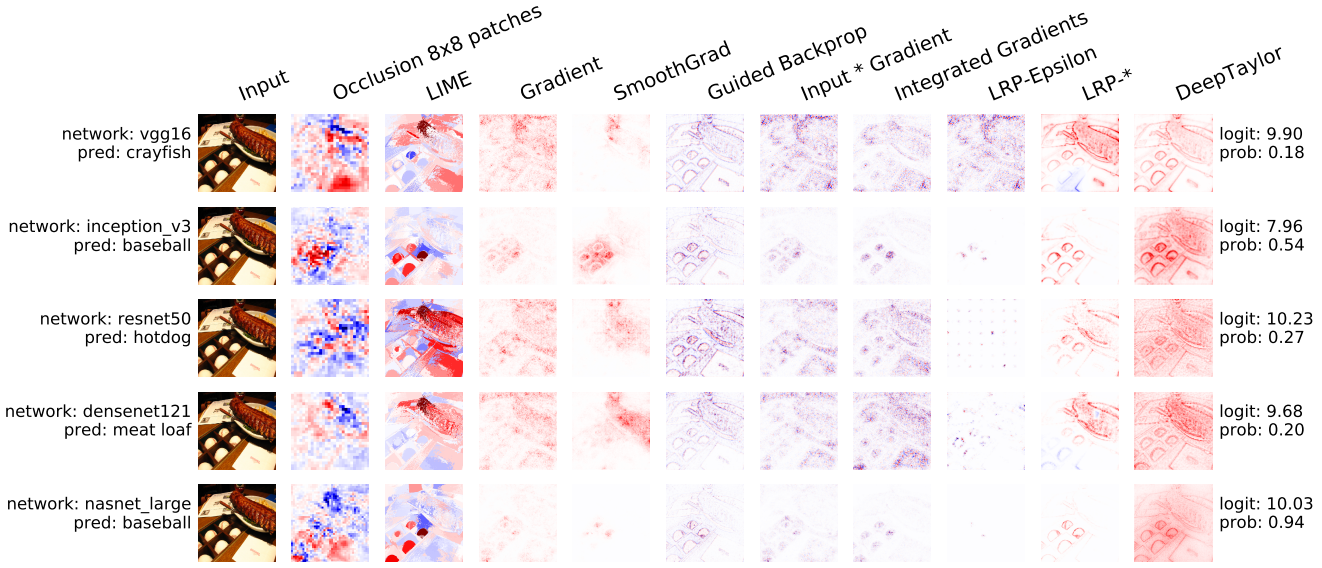 Input
Occlusion 8x8 patches
LIME
Gradient
SmoothGrad
Guided Backprop
Input * Gradient
Integrated Gradients
LRP-Epsilon
LRP-*
DeepTaylor
network: vgg16
pred: crayfish
logit: 9.90
prob: 0.18
network: inception_v3
pred: baseball
logit: 7.96
prob: 0.54
network: resnet50
pred: hotdog
logit: 10.23
prob: 0.27
network: densenet121
pred: meat loaf
logit: 9.68
prob: 0.20
network: nasnet_large
pred: baseball
logit: 10.03
prob: 0.94